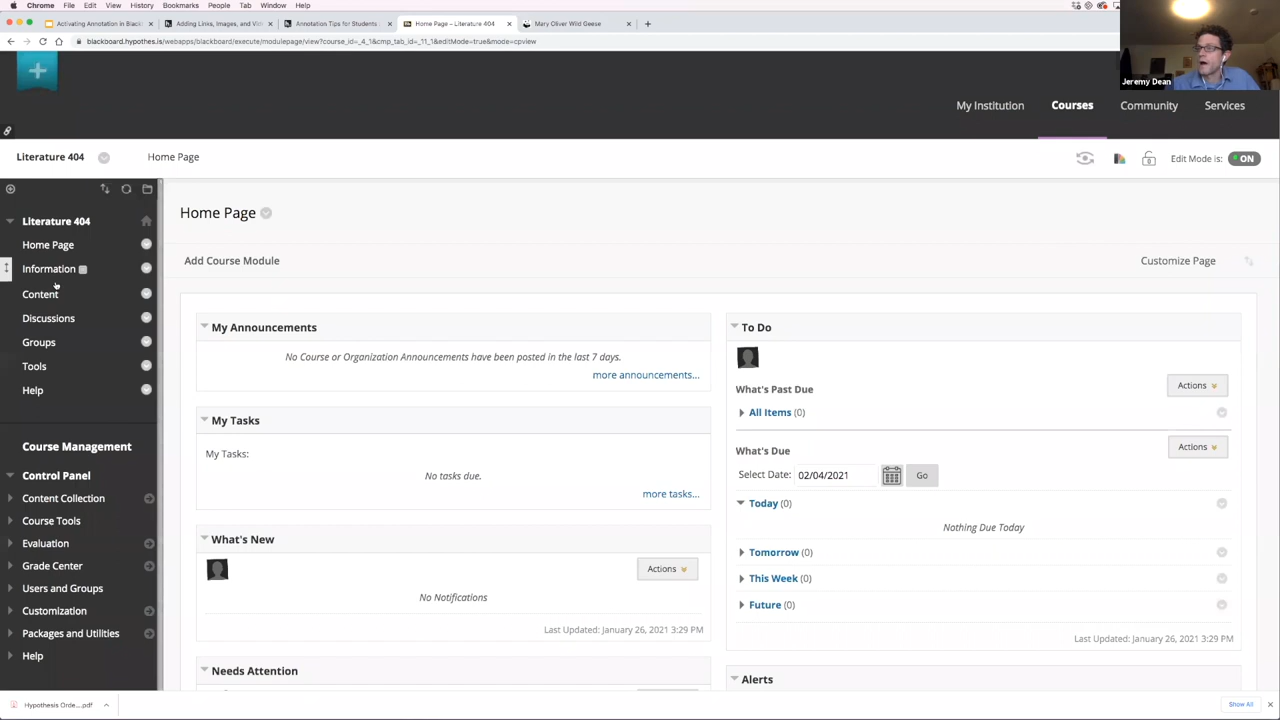 Chrome File Edit View History Bookmarks People Tab Window Help
Activating Annotation in Black
Adding Links, Images, and Vid
Annotation Tips for Students
Home Page – Literature 404
Mary Oliver Wild Geese
blackboard.hypothes.is/webapps/blackboard/execute/modulepage/view?course_id=_4_1&cmp_tab_id=_11_1&editMode=true&mode=cpview
Jeremy Dean
My Institution Courses Community Services
Literature 404 Home Page Edit Mode is: ON
Literature 404
Home Page
Information
Content
Discussions
Groups
Tools
Help
Course Management
Control Panel
Content Collection
Course Tools
Evaluation
Grade Center
Users and Groups
Customization
Packages and Utilities
Help
Home Page
Add Course Module Customize Page
My Announcements
No Course or Organization Announcements have been posted in the last 7 days.
more announcements...
My Tasks
My Tasks:
No tasks due.
more tasks...
What's New
Actions
No Notifications
Last Updated: January 26, 2021 3:29 PM
Needs Attention
To Do
What's Past Due Actions
All Items (0)
What's Due Actions
Select Date: 02/04/2021 Go
Today (0)
Nothing Due Today
Tomorrow (0)
This Week (0)
Future (0)
Last Updated: January 26, 2021 3:29 PM
Alerts
Hypothesis Orde....pdf
Show All